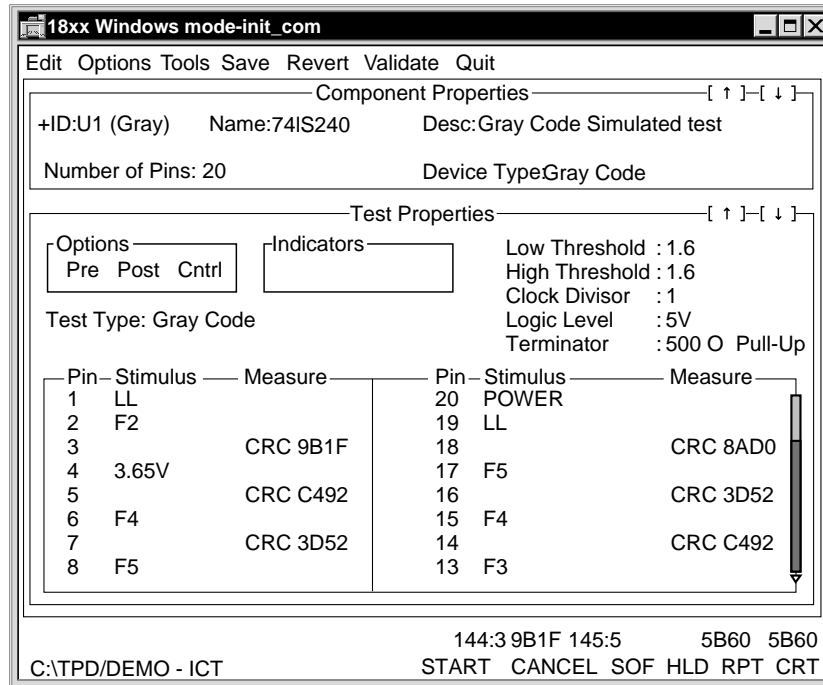 18xx Windows mode-init_com
Edit Options Tools Save Revert Validate Quit
Component Properties [ ↑ ] [ ↓ ]
+ID:U1 (Gray) Name:74lS240 Desc:Gray Code Simulated test
Number of Pins: 20 Device Type:Gray Code
Test Properties [ ↑ ] [ ↓ ]
Options Indicators Low Threshold : 1.6
Pre Post Cntrl High Threshold : 1.6
Clock Divisor : 1
Test Type: Gray Code Logic Level : 5V
Terminator : 500 O Pull-Up
Pin Stimulus Measure Pin Stimulus Measure
1 LL 20 POWER
2 F2 19 LL
3 CRC 9B1F 18 CRC 8AD0
4 3.65V 17 F5
5 CRC C492 16 CRC 3D52
6 F4 15 F4
7 CRC 3D52 14 CRC C492
8 F5 13 F3
144:3 9B1F 145:5 5B60 5B60
C:\TPD/DEMO - ICT START CANCEL SOF HLD RPT CRT